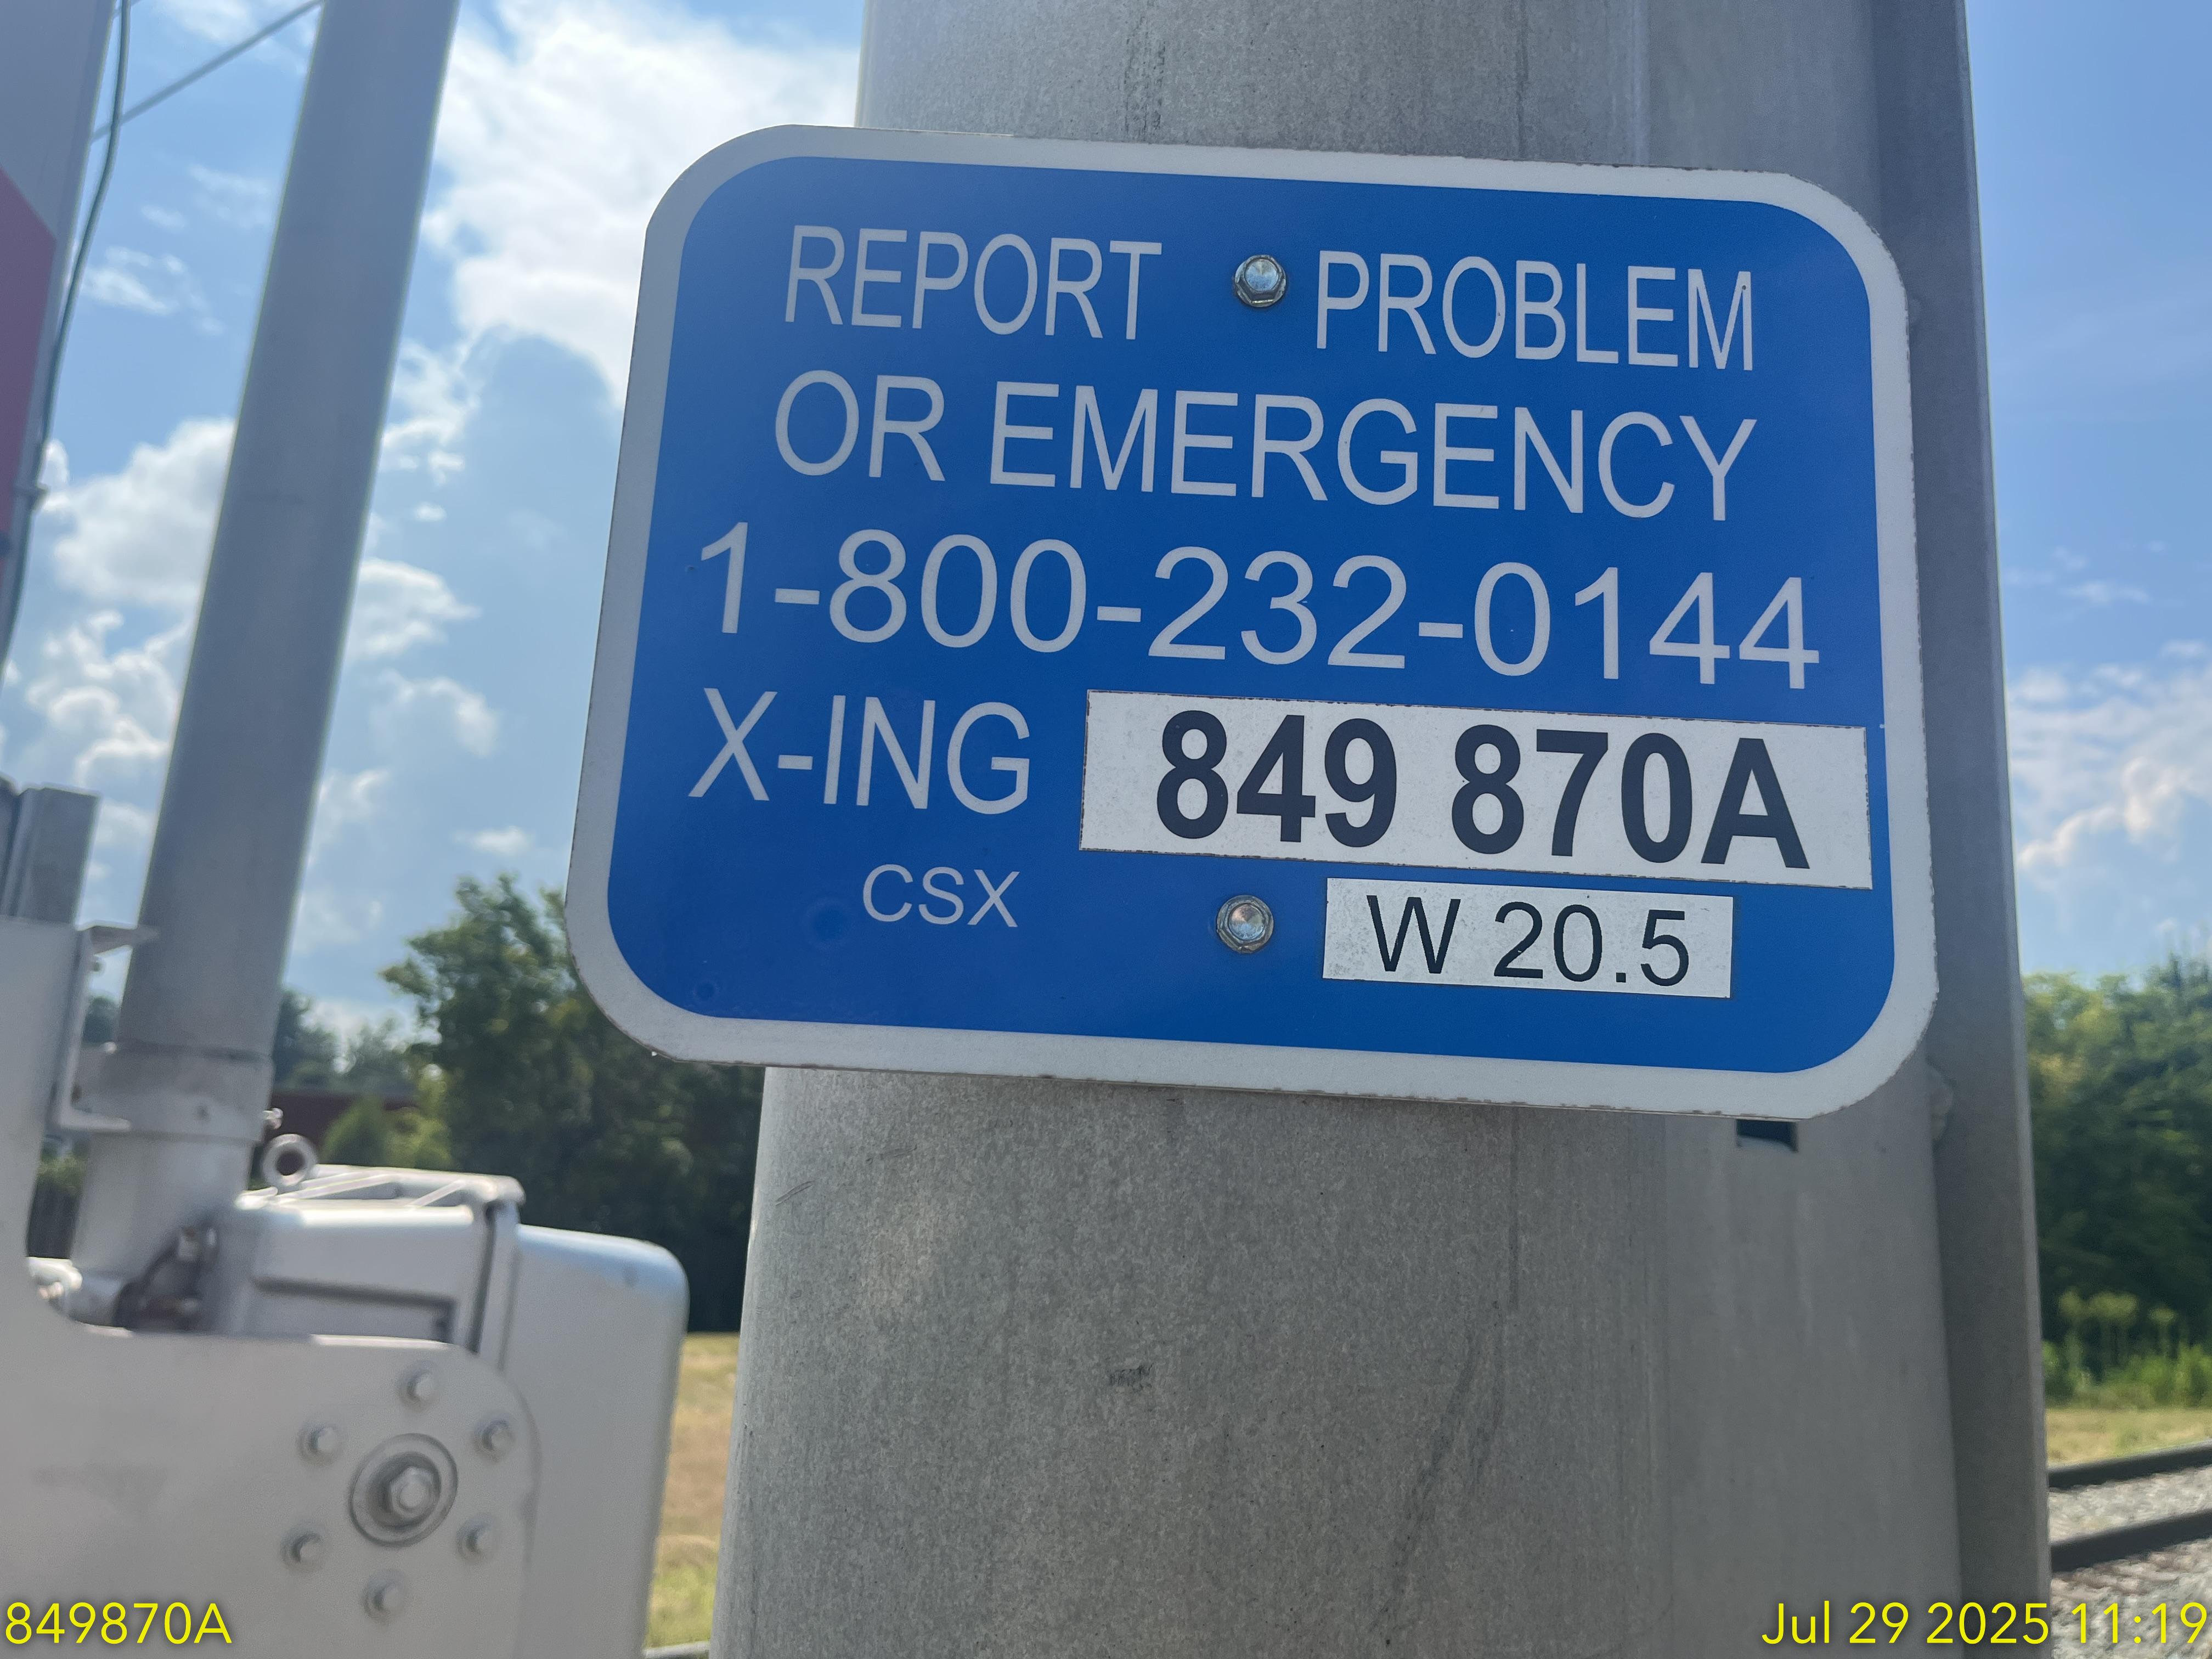 REPORT PROBLEM
OR EMERGENCY
1-800-232-0144
X-ING 849 870A
CSX W 20.5
849870A
Jul 29 2025 11:19